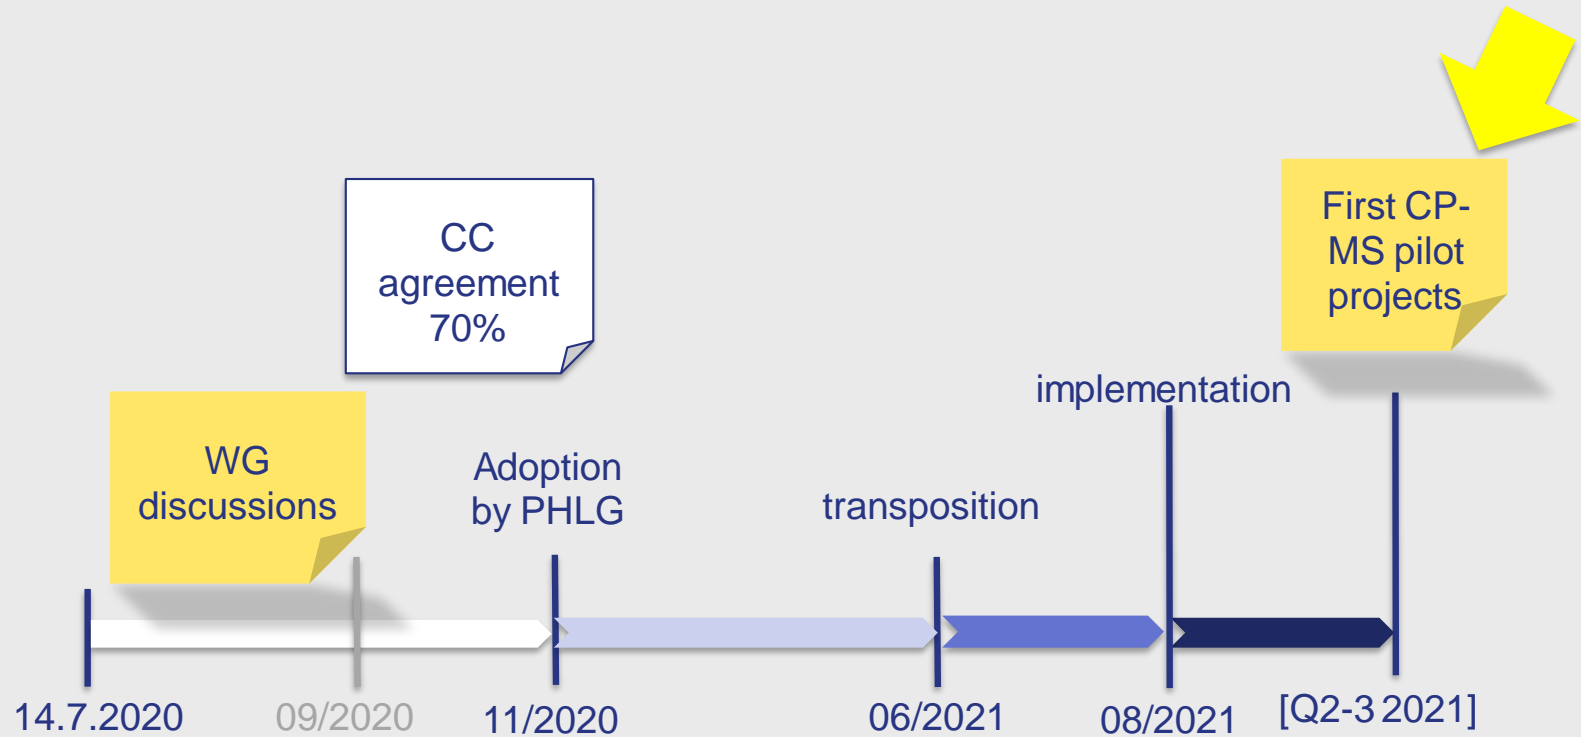 First CP-
MS pilot
projects
CC
agreement
70%
implementation
WG
discussions
Adoption
by PHLG
transposition
14.7.2020
09/2020
11/2020
06/2021
08/2021
[Q2-3 2021]